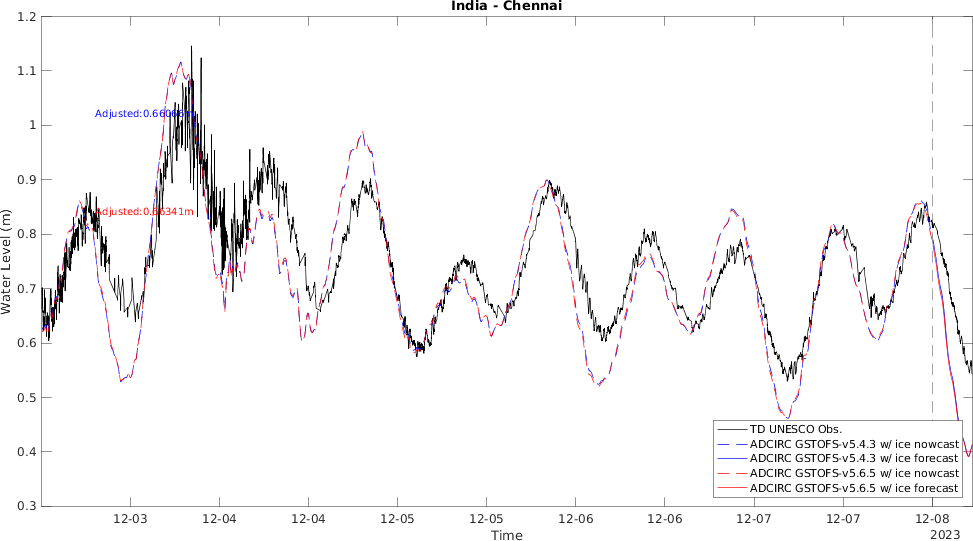 India - Chennai
Water Level (m)
1.2
1.1
1
0.9
0.8
0.7
0.6
0.5
0.4
0.3
Adjusted:0.66066m
Adjusted:0.66341m
TD UNESCO Obs.
ADCIRC GSTOFS-v5.4.3 w/ ice nowcast
ADCIRC GSTOFS-v5.4.3 w/ ice forecast
ADCIRC GSTOFS-v5.6.5 w/ ice nowcast
ADCIRC GSTOFS-v5.6.5 w/ ice forecast
12-03 12-04 12-04 12-05 12-05 12-06 12-06 12-07 12-07 12-08
2023
Time